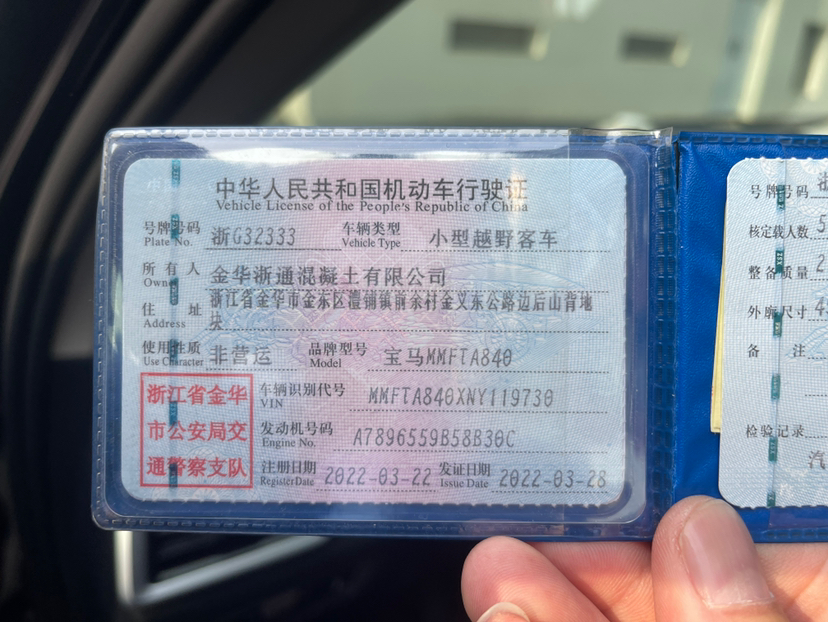 中华人民共和国机动车行驶证
Vehicle License of the People's Republic of China
号牌号码 浙G32333 车辆类型 小型越野客车
Plate No. Vehicle Type
所有人 金华浙通混凝土有限公司
Owner
住址 浙江省金华市金东区澧铺镇前余村金义东公路边后山背地
块
Address
使用性质 非营运 品牌型号 宝马MMFTA840
Use Character Model
浙江省金华
市公安局交
通警察支队
车辆识别代号 MMFTA840XNY119730
VIN
发动机号码 A7896559B58B30C
Engine No.
注册日期 2022-03-22 发证日期 2022-03-28
Register Date Issue Date
号牌号码
核定载人数 5
整备质量 2
外廓尺寸 4
备注
检验记录
汽